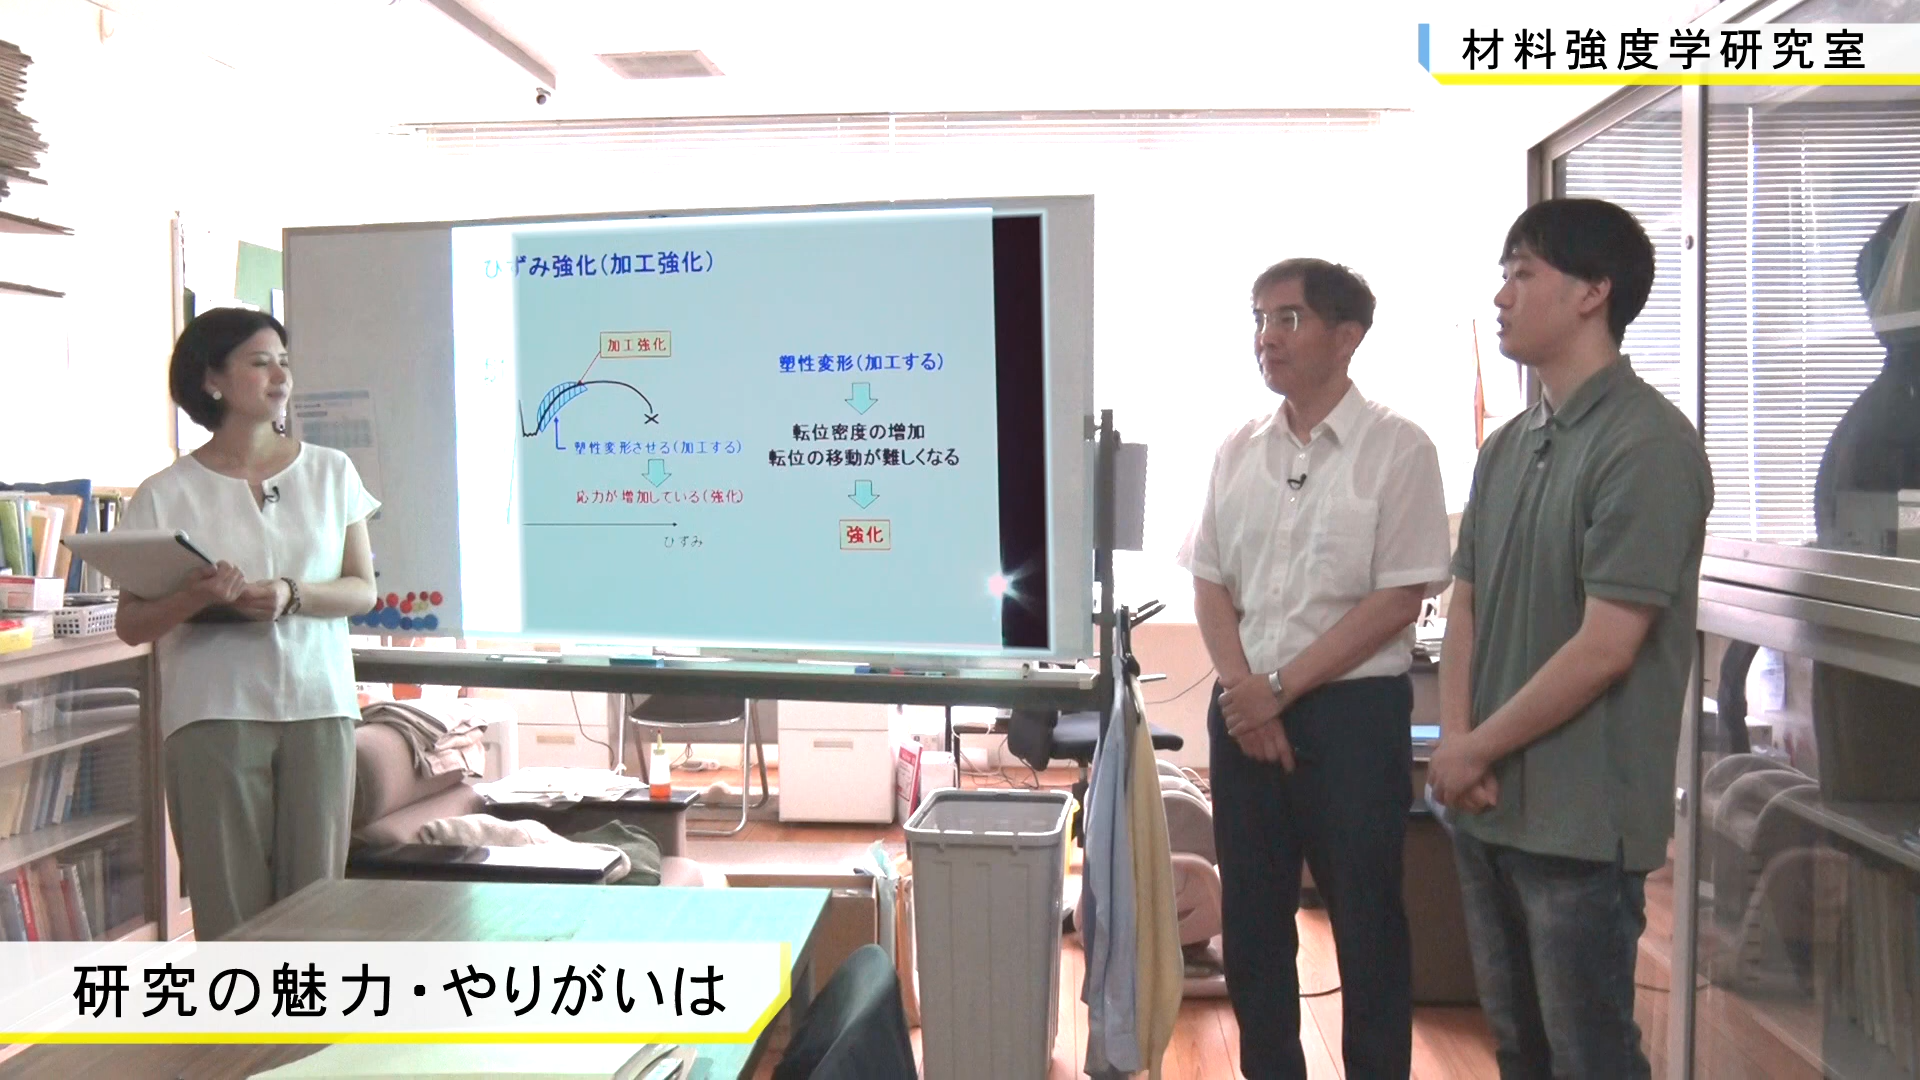 材料強度学研究室
ひずみ強化(加工強化)
加工強化
塑性変形させる(加工する)
応力が増加している(強化)
ひずみ
塑性変形(加工する)
転位密度の増加
転位の移動が難しくなる
強化
研究の魅力・やりがいは